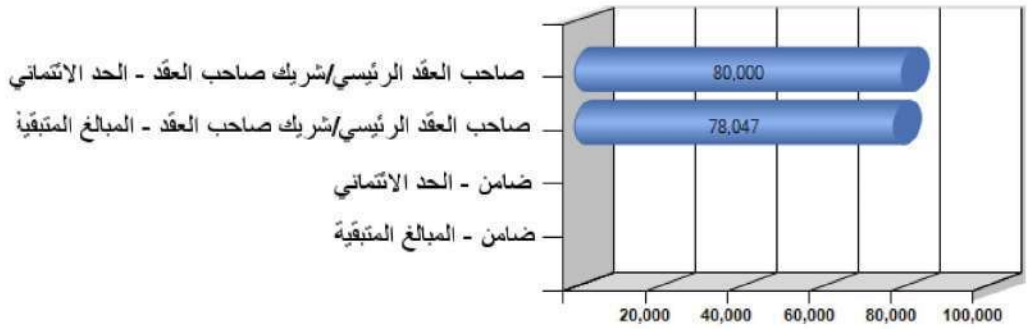 صاحب العقد الرئيسي/شريك صاحب العقد - الحد الائتماني
80,000
صاحب العقد الرئيسي/شريك صاحب العقد - المبالغ المتبقية
78,047
ضامن - الحد الائتماني
ضامن - المبالغ المتبقية
20,000 40,000 60,000 80,000 100,000